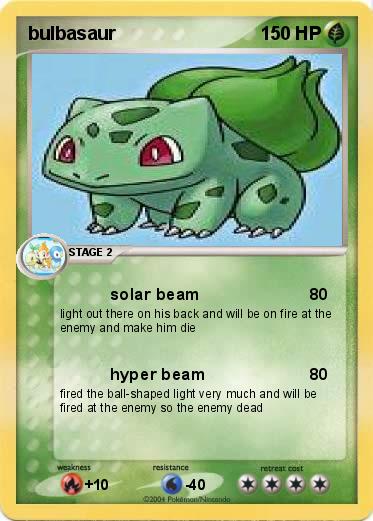 bulbasaur 150 HP
STAGE 2
solar beam 80
light out there on his back and will be on fire at the
enemy and make him die
hyper beam 80
fired the ball-shaped light very much and will be
fired at the enemy so the enemy dead
weakness resistance retreat cost
+10 -40
©2004 Pokémon/Nintendo